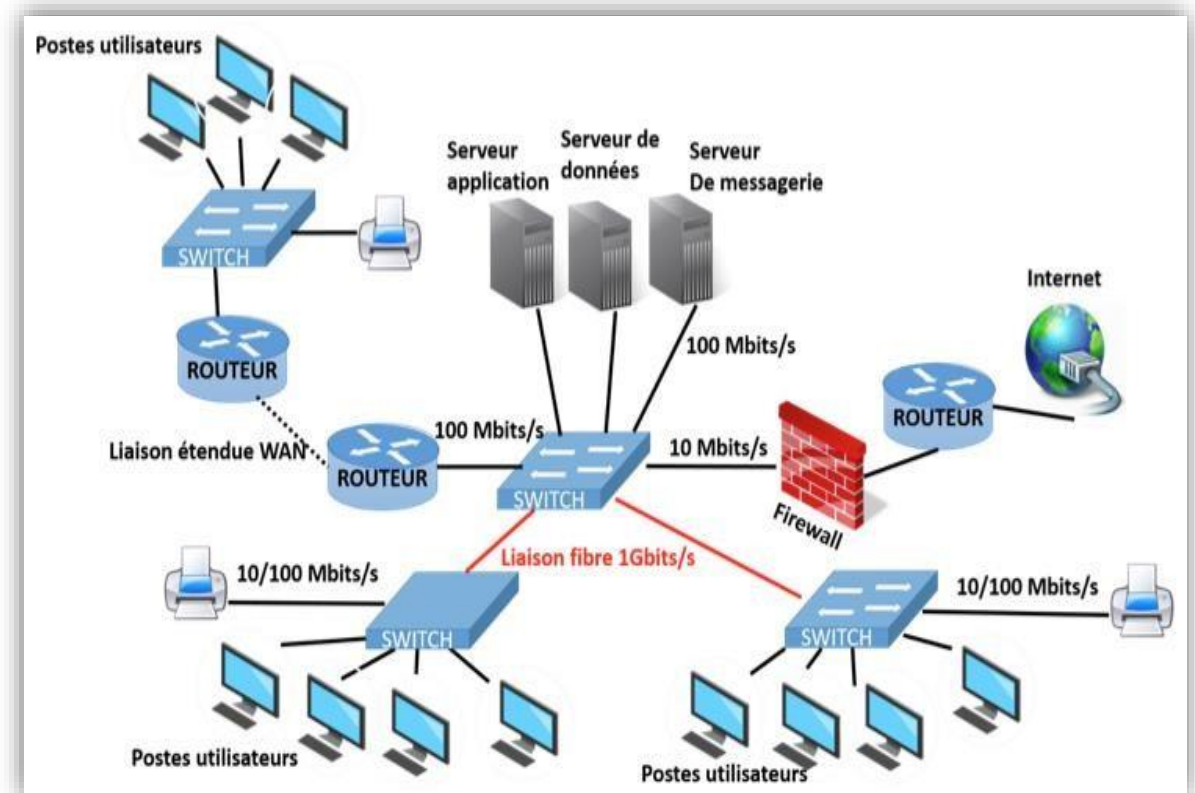 Postes utilisateurs
SWITCH
ROUTEUR
Liaison étendue WAN
ROUTEUR
100 Mbits/s
Serveur
application
Serveur de
données
Serveur
De messagerie
100 Mbits/s
SWITCH
10 Mbits/s
Firewall
ROUTEUR
Internet
Liaison fibre 1Gbits/s
10/100 Mbits/s
SWITCH
Postes utilisateurs
SWITCH
10/100 Mbits/s
Postes utilisateurs